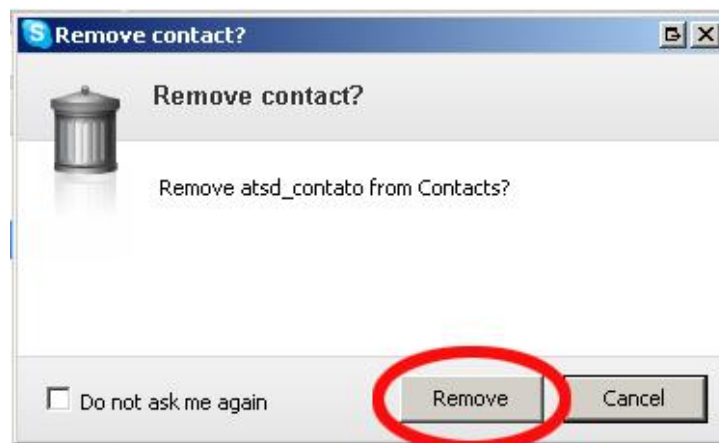 Remove contact?
Remove contact?
Remove atsd_contato from Contacts?
Do not ask me again
Remove
Cancel